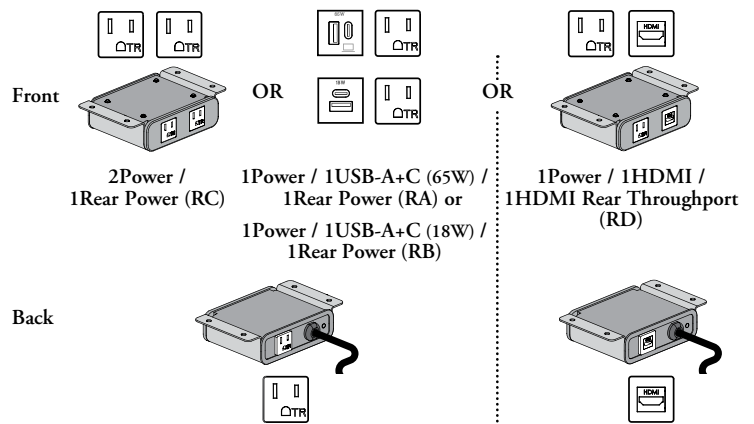 TR TR
65W
TR
TR HDMI
18W
TR
Front
OR
OR
2Power /
1Rear Power (RC)
1Power / 1USB-A+C (65W) /
1Rear Power (RA) or
1Power / 1USB-A+C (18W) /
1Rear Power (RB)
1Power / 1HDMI /
1HDMI Rear Throughport
(RD)
Back
TR
HDMI